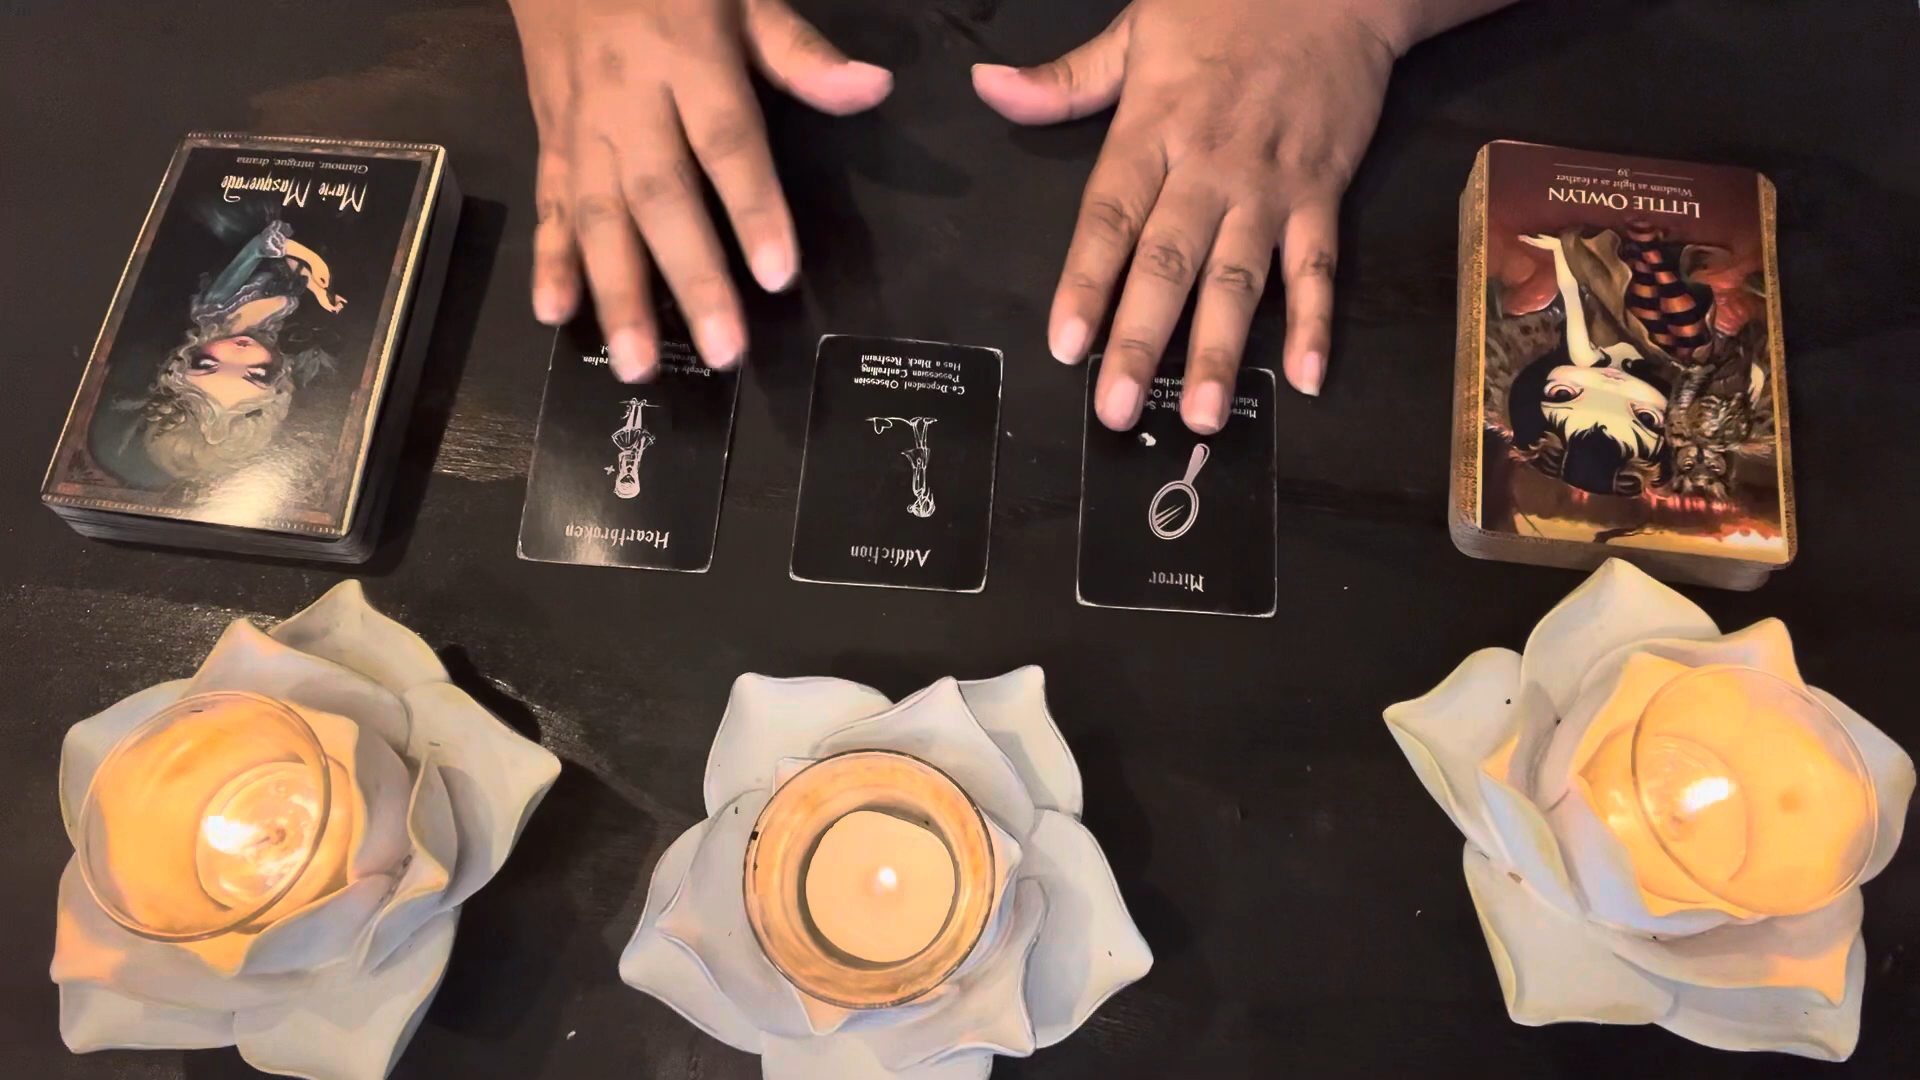 Marie Masquerade
Glamour, intrigue, drama
Heartbroken
Deeply
Addiction
Co-Dependent Obsession
Possession Controlling
Has a Restraint
Mirror
LITTLE OWLYN
Wisdom as light as a feather
39